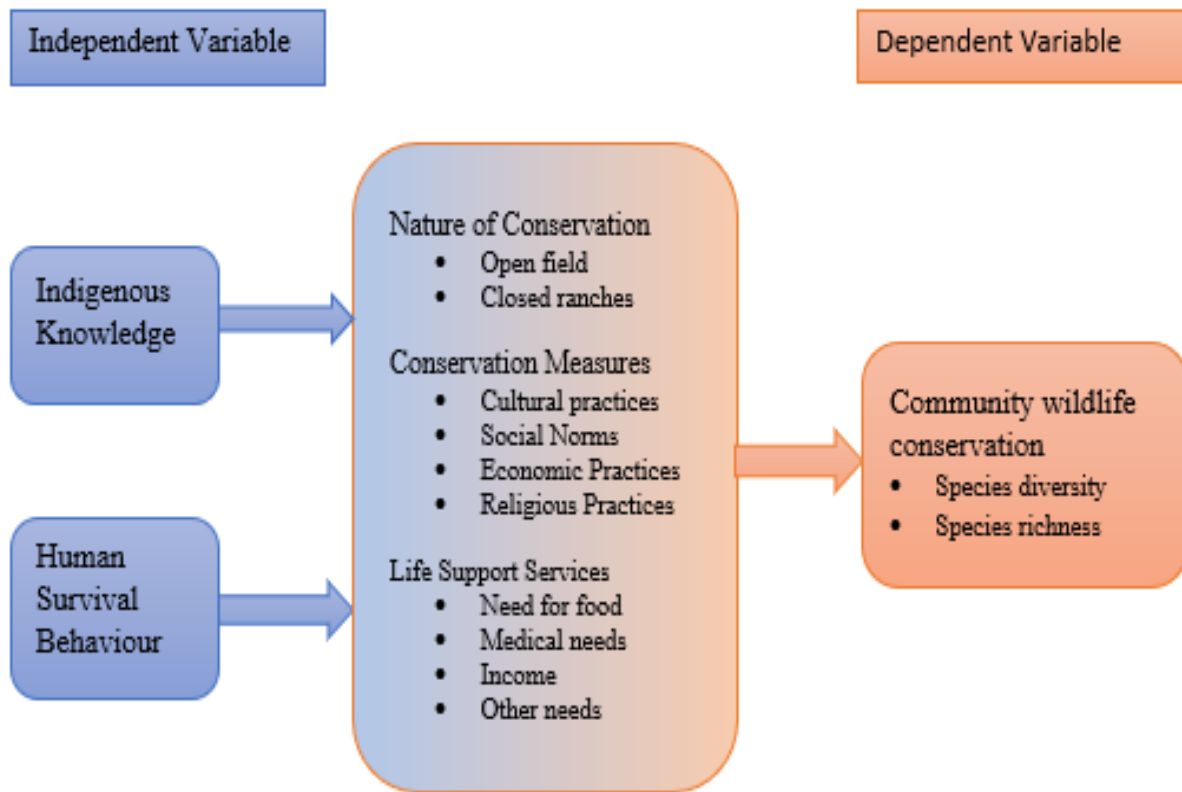 Independent Variable
Dependent Variable
Indigenous
Knowledge
Human
Survival
Behaviour
Nature of Conservation
• Open field
• Closed ranches
Conservation Measures
• Cultural practices
• Social Norms
• Economic Practices
• Religious Practices
Life Support Services
• Need for food
• Medical needs
• Income
• Other needs
Community wildlife
conservation
• Species diversity
• Species richness